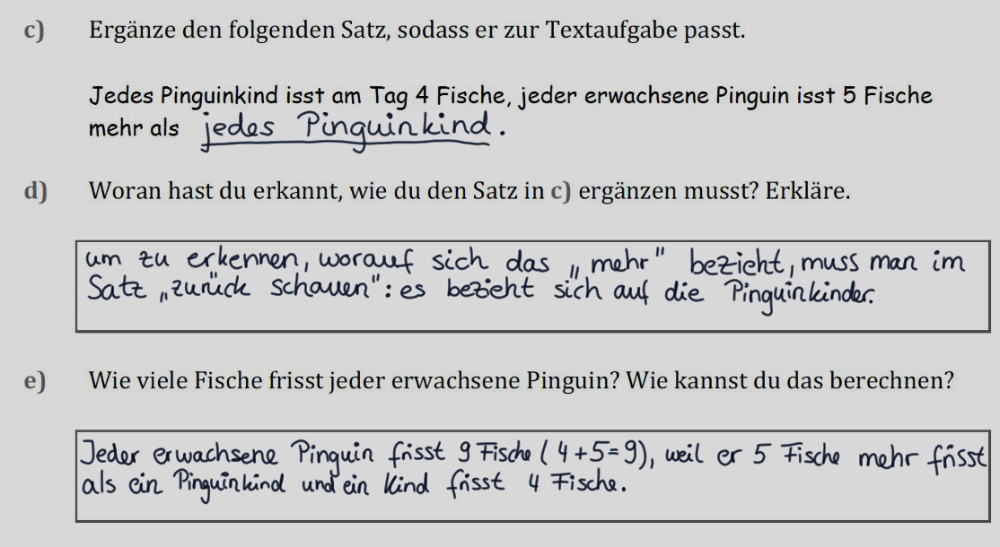 c) Ergänze den folgenden Satz, sodass er zur Textaufgabe passt.
Jedes Pinguinkind isst am Tag 4 Fische, jeder erwachsene Pinguin isst 5 Fische
mehr als jedes Pinguinkind.
d) Woran hast du erkannt, wie du den Satz in c) ergänzen musst? Erkläre.
um zu erkennen, worauf sich das „mehr" bezieht, muss man im
Satz „zurück schauen": es bezieht sich auf die Pinguinkinder.
e) Wie viele Fische frisst jeder erwachsene Pinguin? Wie kannst du das berechnen?
Jeder erwachsene Pinguin frisst 9 Fische (4+5=9), weil er 5 Fische mehr frisst
als ein Pinguinkind und ein Kind frisst 4 Fische.